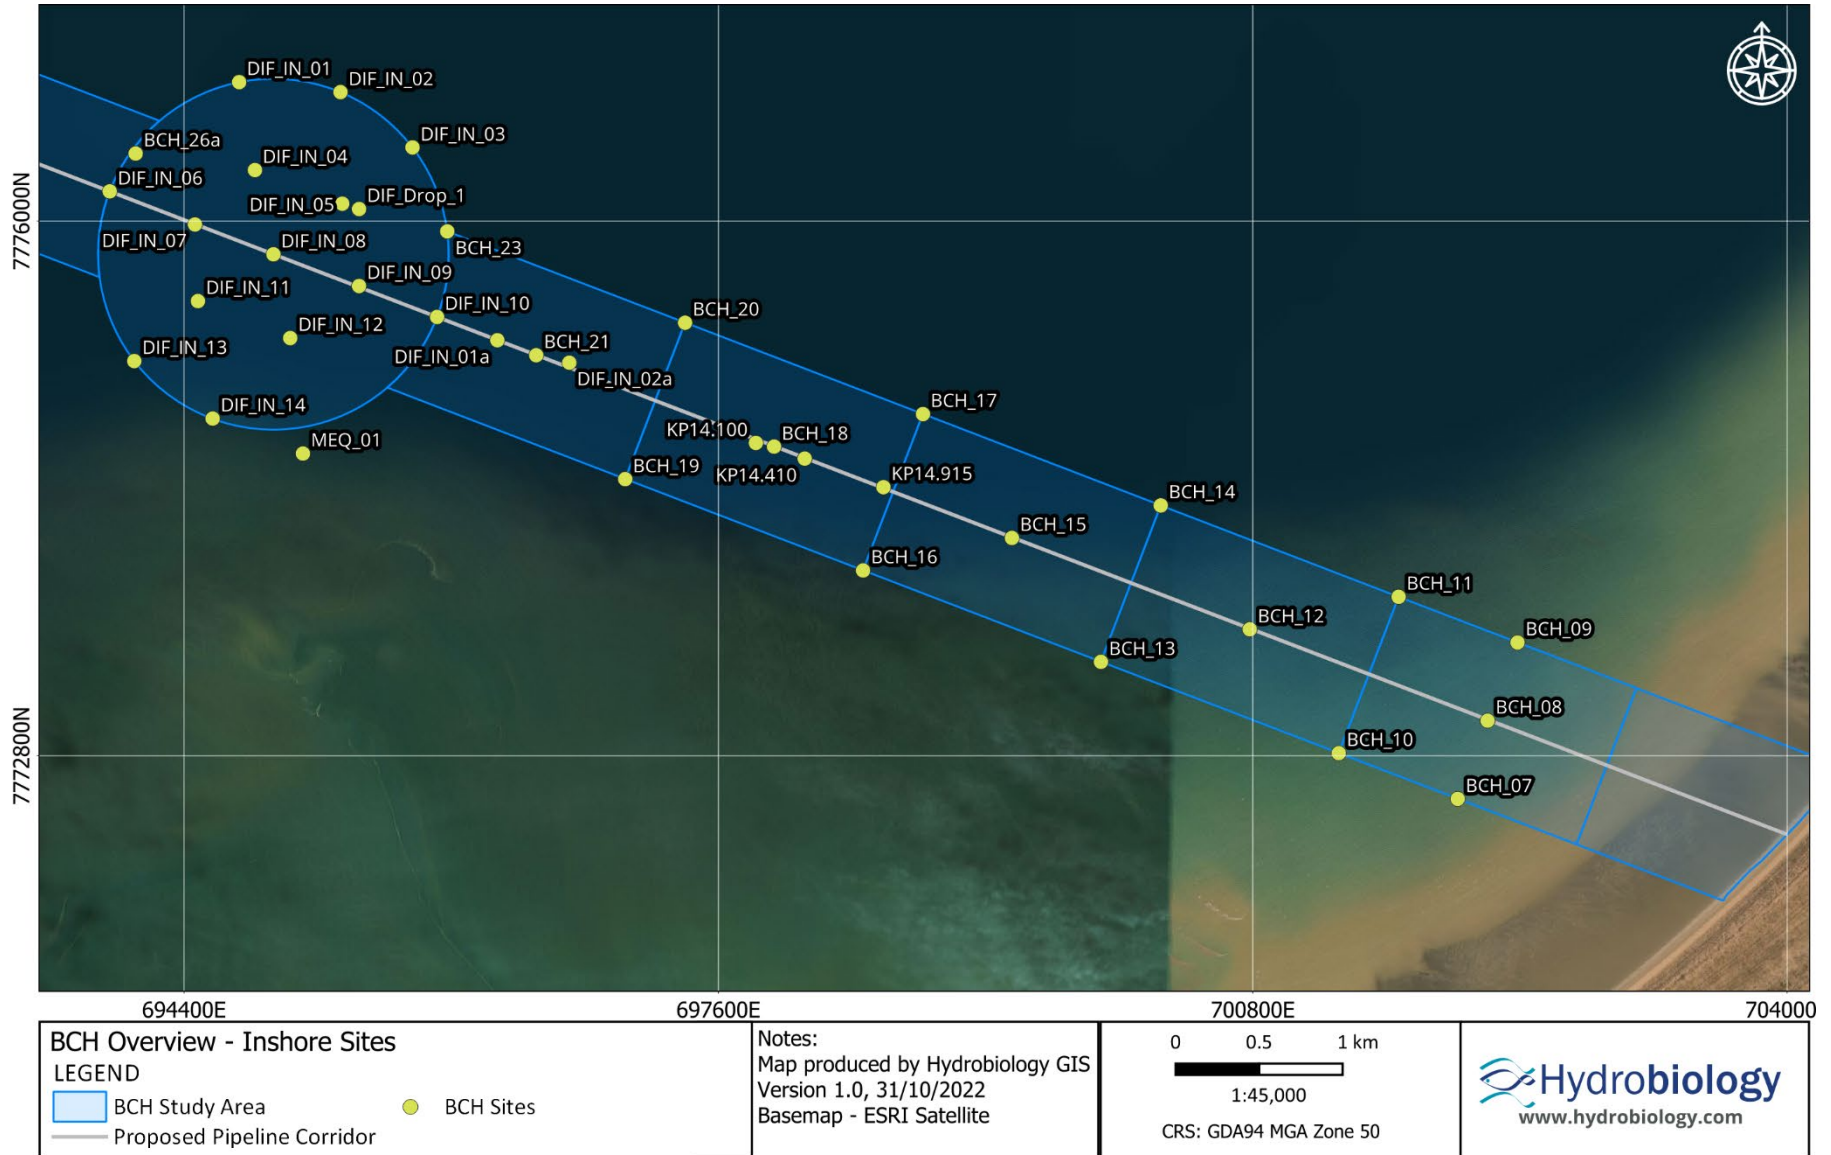 DIF_IN_01
DIF_IN_02
DIF_IN_03
BCH_26a
DIF_IN_04
DIF_IN_06
DIF_IN_05
DIF_Drop_1
7776000N
DIF_IN_07
DIF_IN_08
BCH_23
DIF_IN_09
DIF_IN_11
DIF_IN_10
BCH_20
DIF_IN_12
DIF_IN_13
DIF_IN_01a
BCH_21
DIF_IN_02a
DIF_IN_14
BCH_17
MEQ_01
KP14.100
BCH_18
BCH_19
KP14.410
KP14.915
BCH_14
BCH_15
BCH_16
BCH_11
BCH_12
BCH_09
BCH_13
BCH_08
7772800N
BCH_10
BCH_07
694400E
697600E
700800E
704000
BCH Overview - Inshore Sites
LEGEND
BCH Study Area
BCH Sites
Proposed Pipeline Corridor
Notes:
Map produced by Hydrobiology GIS
Version 1.0, 31/10/2022
Basemap - ESRI Satellite
0 0.5 1 km
1:45,000
CRS: GDA94 MGA Zone 50
Hydrobiology
www.hydrobiology.com